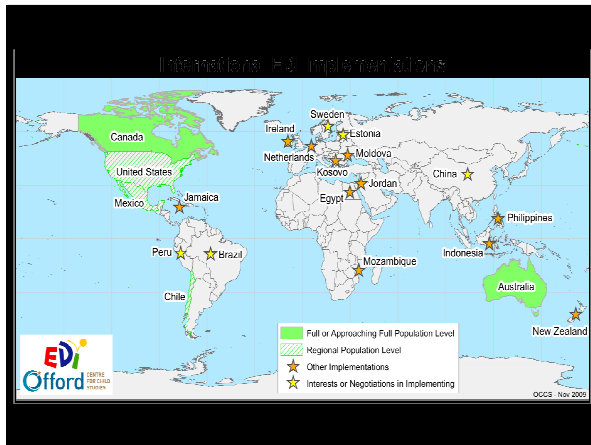 International EDI Implementations
Sweden
Ireland
Estonia
Canada
Netherlands
Moldova
Kosovo
United States
China
Jordan
Egypt
Mexico
Jamaica
Philippines
Peru
Brazil
Indonesia
Mozambique
Australia
Chile
New Zealand
Full or Approaching Full Population Level
Regional Population Level
Other Implementations
Interests or Negotiations in Implementing
EDI
Offord
CENTRE
FOR CHILD
STUDIES
OCCS - Nov 2009